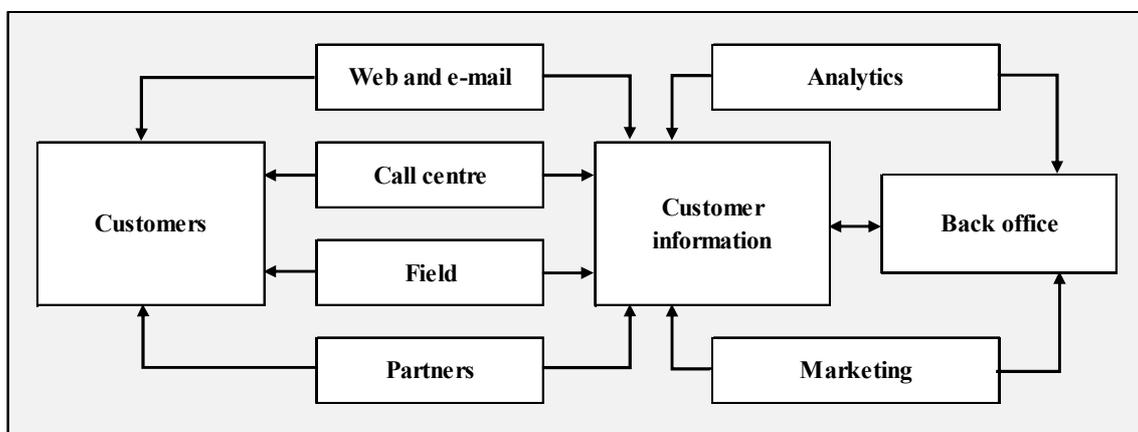 Web and e-mail
Analytics
Call centre
Customers
Customer
information
Back office
Field
Partners
Marketing